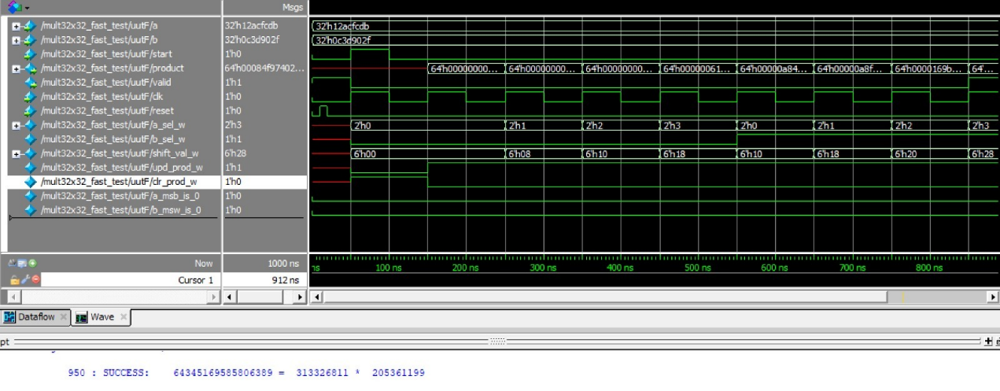 Msgs
/mult32x32_fast_test/uutF/a 32'h12acfcdb 32'h12acfcdb
/mult32x32_fast_test/uutF/b 32'h0c3d902f 32'h0c3d902f
/mult32x32_fast_test/uutF/start 1'h0
/mult32x32_fast_test/uutF/product 64'h00084f97402... 64'h00000000... 64'h00000000... 64'h00000000... 64'h00000061... 64'h00000a84... 64'h00000a8f... 64'h0000169b... 64'...
/mult32x32_fast_test/uutF/valid 1'h1
/mult32x32_fast_test/uutF/clk 1'h0
/mult32x32_fast_test/uutF/reset 1'h0
/mult32x32_fast_test/uutF/a_sel_w 2'h3 2'h0 2'h1 2'h2 2'h3 2'h0 2'h1 2'h2 2'h3
/mult32x32_fast_test/uutF/b_sel_w 1'h1
/mult32x32_fast_test/uutF/shift_val_w 6'h28 6'h00 6'h08 6'h10 6'h18 6'h10 6'h18 6'h20 6'h28
/mult32x32_fast_test/uutF/upd_prod_w 1'h1
/mult32x32_fast_test/uutF/clr_prod_w 1'h0
/mult32x32_fast_test/uutF/a_msb_is_0 1'h0
/mult32x32_fast_test/uutF/b_msw_is_0 1'h0
Now 1000 ns ns 100 ns 200 ns 300 ns 400 ns 500 ns 600 ns 700 ns 800 ns
Cursor 1 912 ns
Dataflow Wave
pt
950 : SUCCESS: 64345169585806389 = 313326811 * 205361199